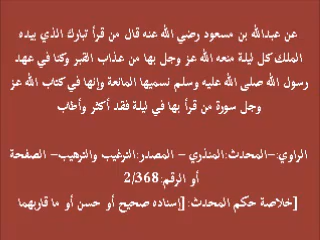 عن عبدالله بن مسعود رضي الله عنه قال من قرأ تبارك الذي بيده
الملك كل ليلة منعه الله عز وجل بها من عذاب القبر وكنا في عهد
رسول الله صلى الله عليه وسلم نسميها المانعة وإنها في كتاب الله عز
وجل سورة من قرأ بها في ليلة فقد أكثر وأطاب
الراوي:-المحدث:المنذري - المصدر:الترغيب والترهيب- الصفحة
أو الرقم:2/368
[خلاصة حكم المحدث:[إسناده صحيح أو حسن أو ما قاربهما